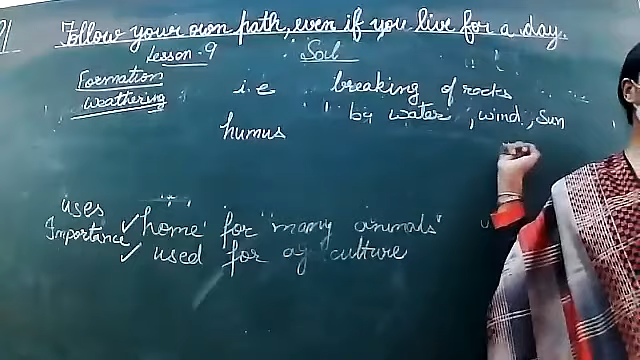 Follow your own path, even if you live for a day.
Lesson-9 Soil
Formation i.e breaking of rocks
weathering " by water, wind, Sun
humus
uses
Importance ✓ home for "many animals"
✓ used for agriculture